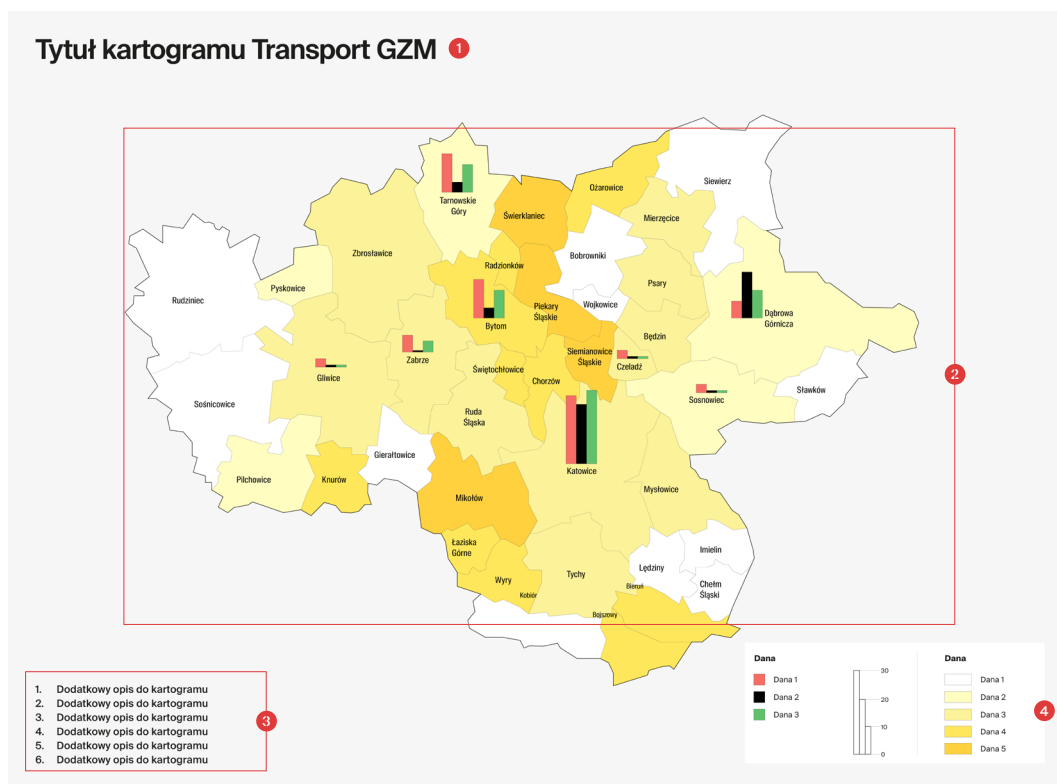 Tytuł kartogramu Transport GZM 1
Siewierz
Ożarowice
Tarnowskie
Góry
Świerklaniec
Mierzęcice
Zbrosławice
Bobrowniki
Radzionków
Pyskowice
Psary
Rudziniec
Wojkowice
Piekary
Śląskie
Dąbrowa
Górnicza
Bytom
Będzin
Siemianowice
Śląskie
Zabrze
Czeladź
Świętochłowice
Gliwice
Chorzów
2
Sławków
Sosnowiec
Sośnicowice
Ruda
Śląska
Gierałtowice
Katowice
Pilchowice
Knurów
Mysłowice
Mikołów
Łaziska
Górne
Imielin
Lędziny
Tychy
Wyry
Bieruń
Chełm
Śląski
Kobiór
Bojszowy
1. Dodatkowy opis do kartogramu
2. Dodatkowy opis do kartogramu
3. Dodatkowy opis do kartogramu
4. Dodatkowy opis do kartogramu
5. Dodatkowy opis do kartogramu
6. Dodatkowy opis do kartogramu
3
Dana
Dana 1
Dana 2
Dana 3
30
20
10
0
Dana
Dana 1
Dana 2
Dana 3
Dana 4
Dana 5
4